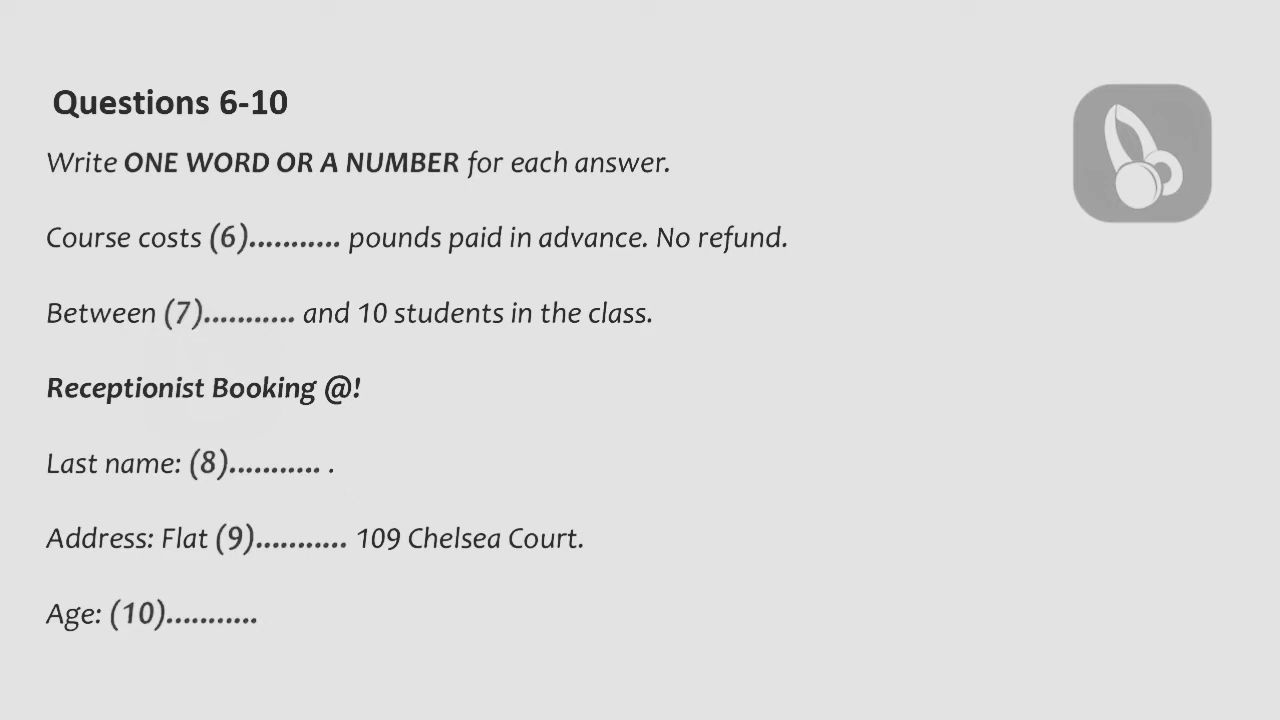 Questions 6-10
Write ONE WORD OR A NUMBER for each answer.
Course costs (6)........... pounds paid in advance. No refund.
Between (7)........... and 10 students in the class.
Receptionist Booking @!
Last name: (8)........... .
Address: Flat (9)........... 109 Chelsea Court.
Age: (10)...........